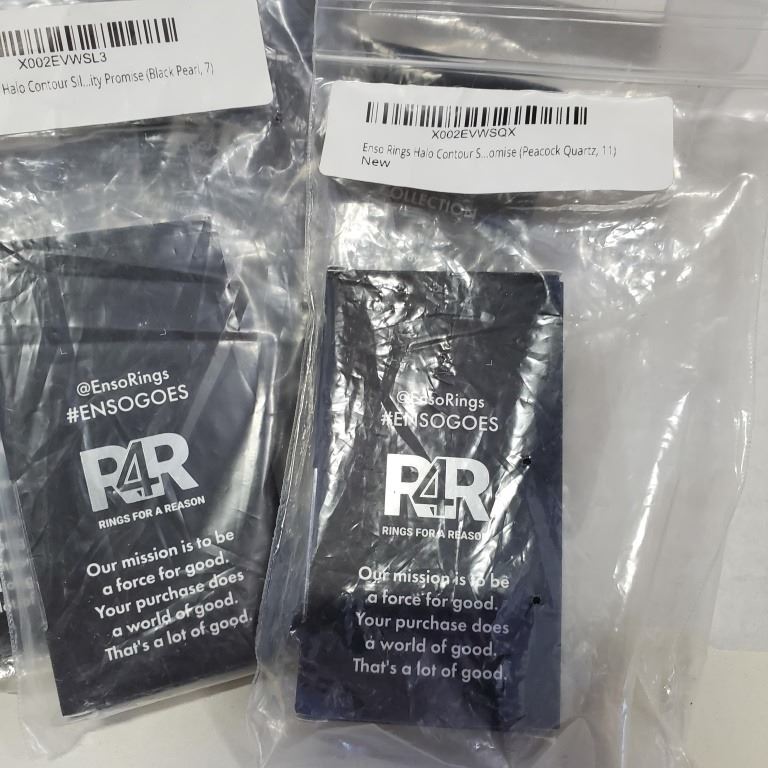 X002EVWSL3
Halo Contour Sil...ity Promise (Black Pearl, 7)
@EnsoRings
#ENSOGOES
R4R
RINGS FOR A REASON
Our mission is to be
a force for good.
Your purchase does
a world of good.
That's a lot of good.
X002EVWSQX
Enso Rings Halo Contour S...omise (Peacock Quartz, 11)
New
COLLECTION
@EnsoRings
#ENSOGOES
R4R
RINGS FOR A REASON
Our mission is to be
a force for good.
Your purchase does
a world of good.
That's a lot of good.